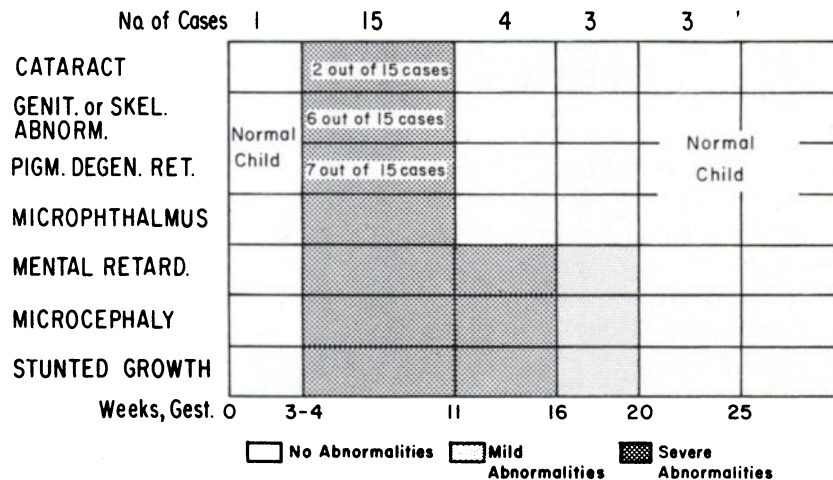 No. of Cases 1 15 4 3 3 '
CATARACT 2 out of 15 cases
GENIT. or SKEL.
ABNORM. 6 out of 15 cases
PIGM. DEGEN. RET. 7 out of 15 cases
Normal
Child
Normal
Child
MICROPHTHALMUS
MENTAL RETARD.
MICROCEPHALY
STUNTED GROWTH
Weeks, Gest. 0 3-4 11 16 20 25
No Abnormalities
Mild
Abnormalities
Severe
Abnormalities